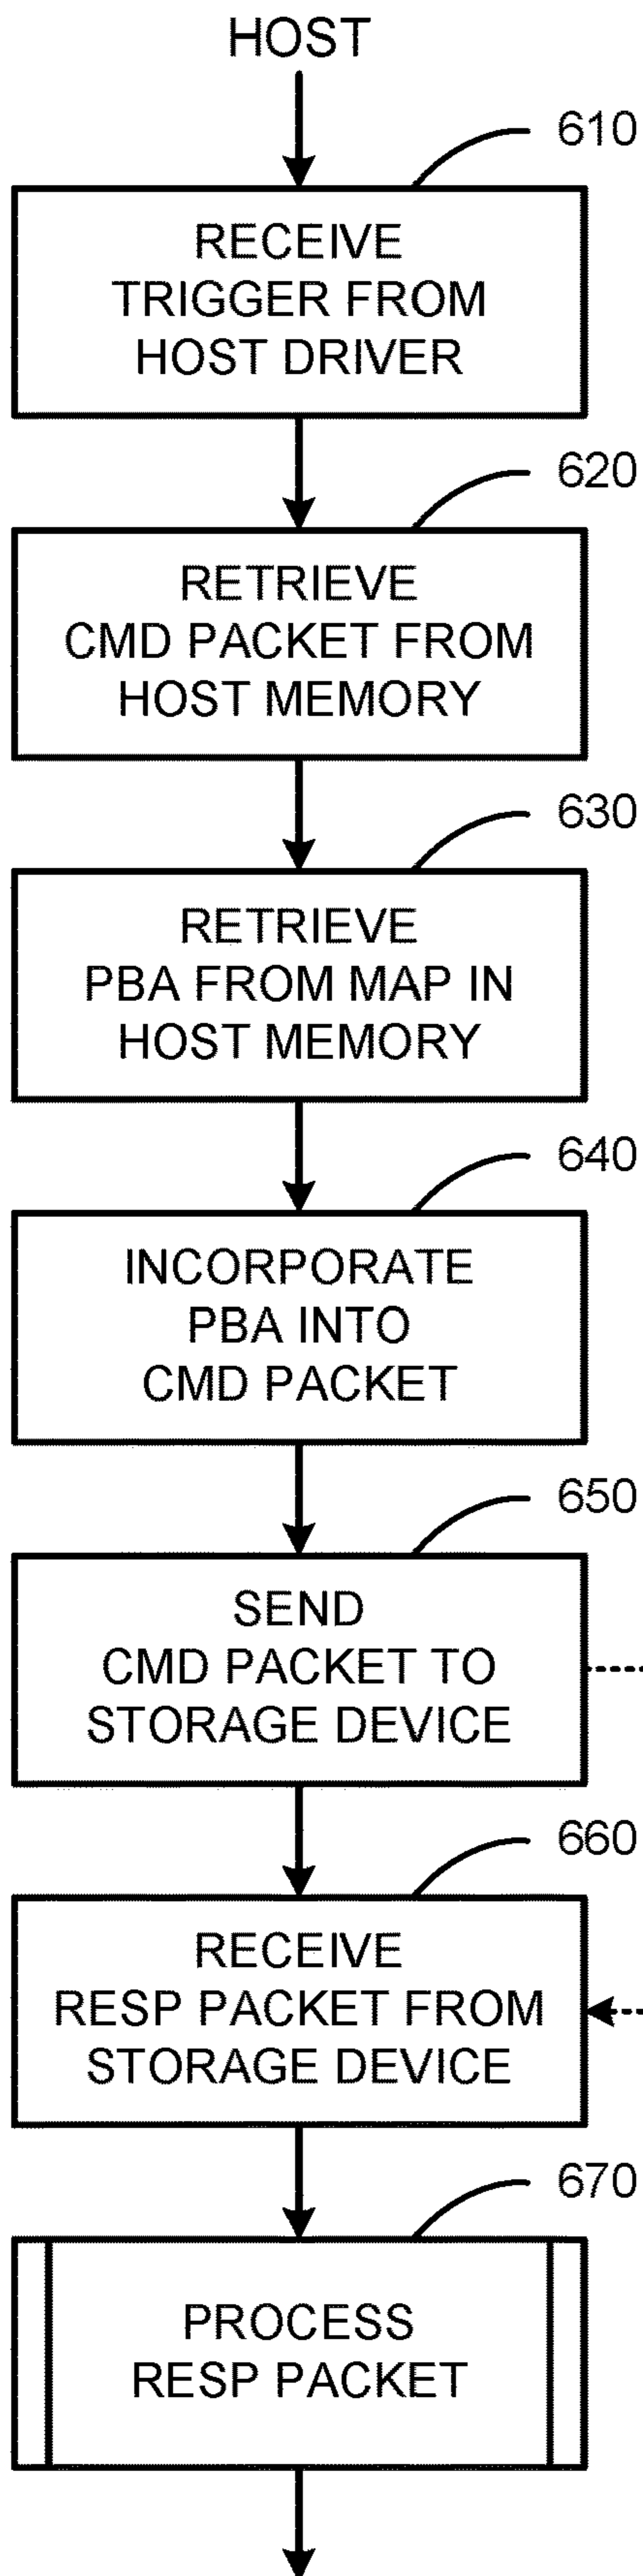 HOST
610
RECEIVE
TRIGGER FROM
HOST DRIVER
620
RETRIEVE
CMD PACKET FROM
HOST MEMORY
630
RETRIEVE
PBA FROM MAP IN
HOST MEMORY
640
INCORPORATE
PBA INTO
CMD PACKET
650
SEND
CMD PACKET TO
STORAGE DEVICE
660
RECEIVE
RESP PACKET FROM
STORAGE DEVICE
670
PROCESS
RESP PACKET